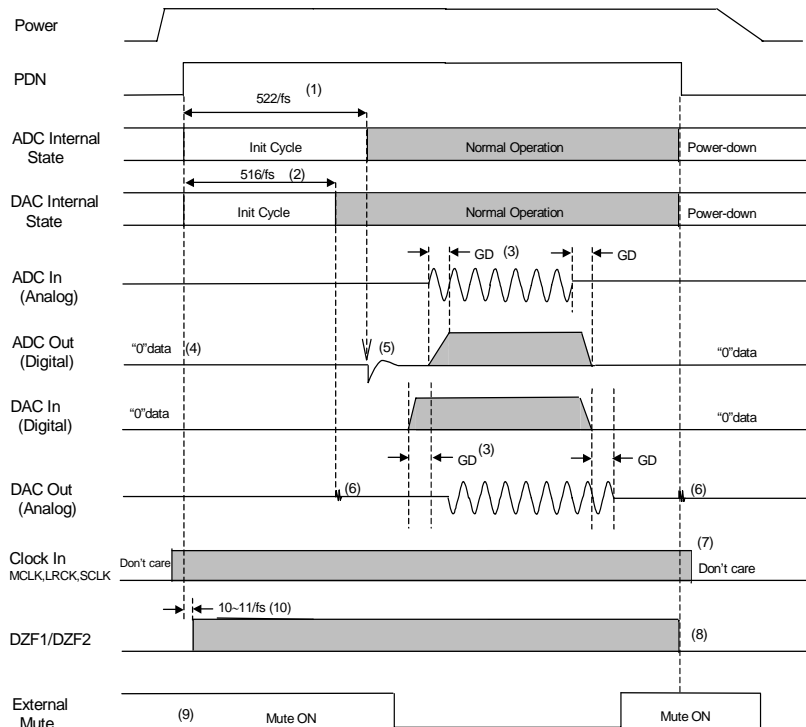 Power
PDN
522/fs (1)
ADC Internal State
Init Cycle
Normal Operation
Power-down
516/fs (2)
DAC Internal State
Init Cycle
Normal Operation
Power-down
GD (3)
GD
ADC In (Analog)
ADC Out (Digital)
“0”data (4)
(5)
“0”data
DAC In (Digital)
“0”data
“0”data
GD (3)
GD
DAC Out (Analog)
(6)
(6)
Clock In
MCLK,LRCK,SCLK
Don’t care
(7)
Don’t care
10~11/fs (10)
DZF1/DZF2
(8)
External Mute
(9)
Mute ON
Mute ON